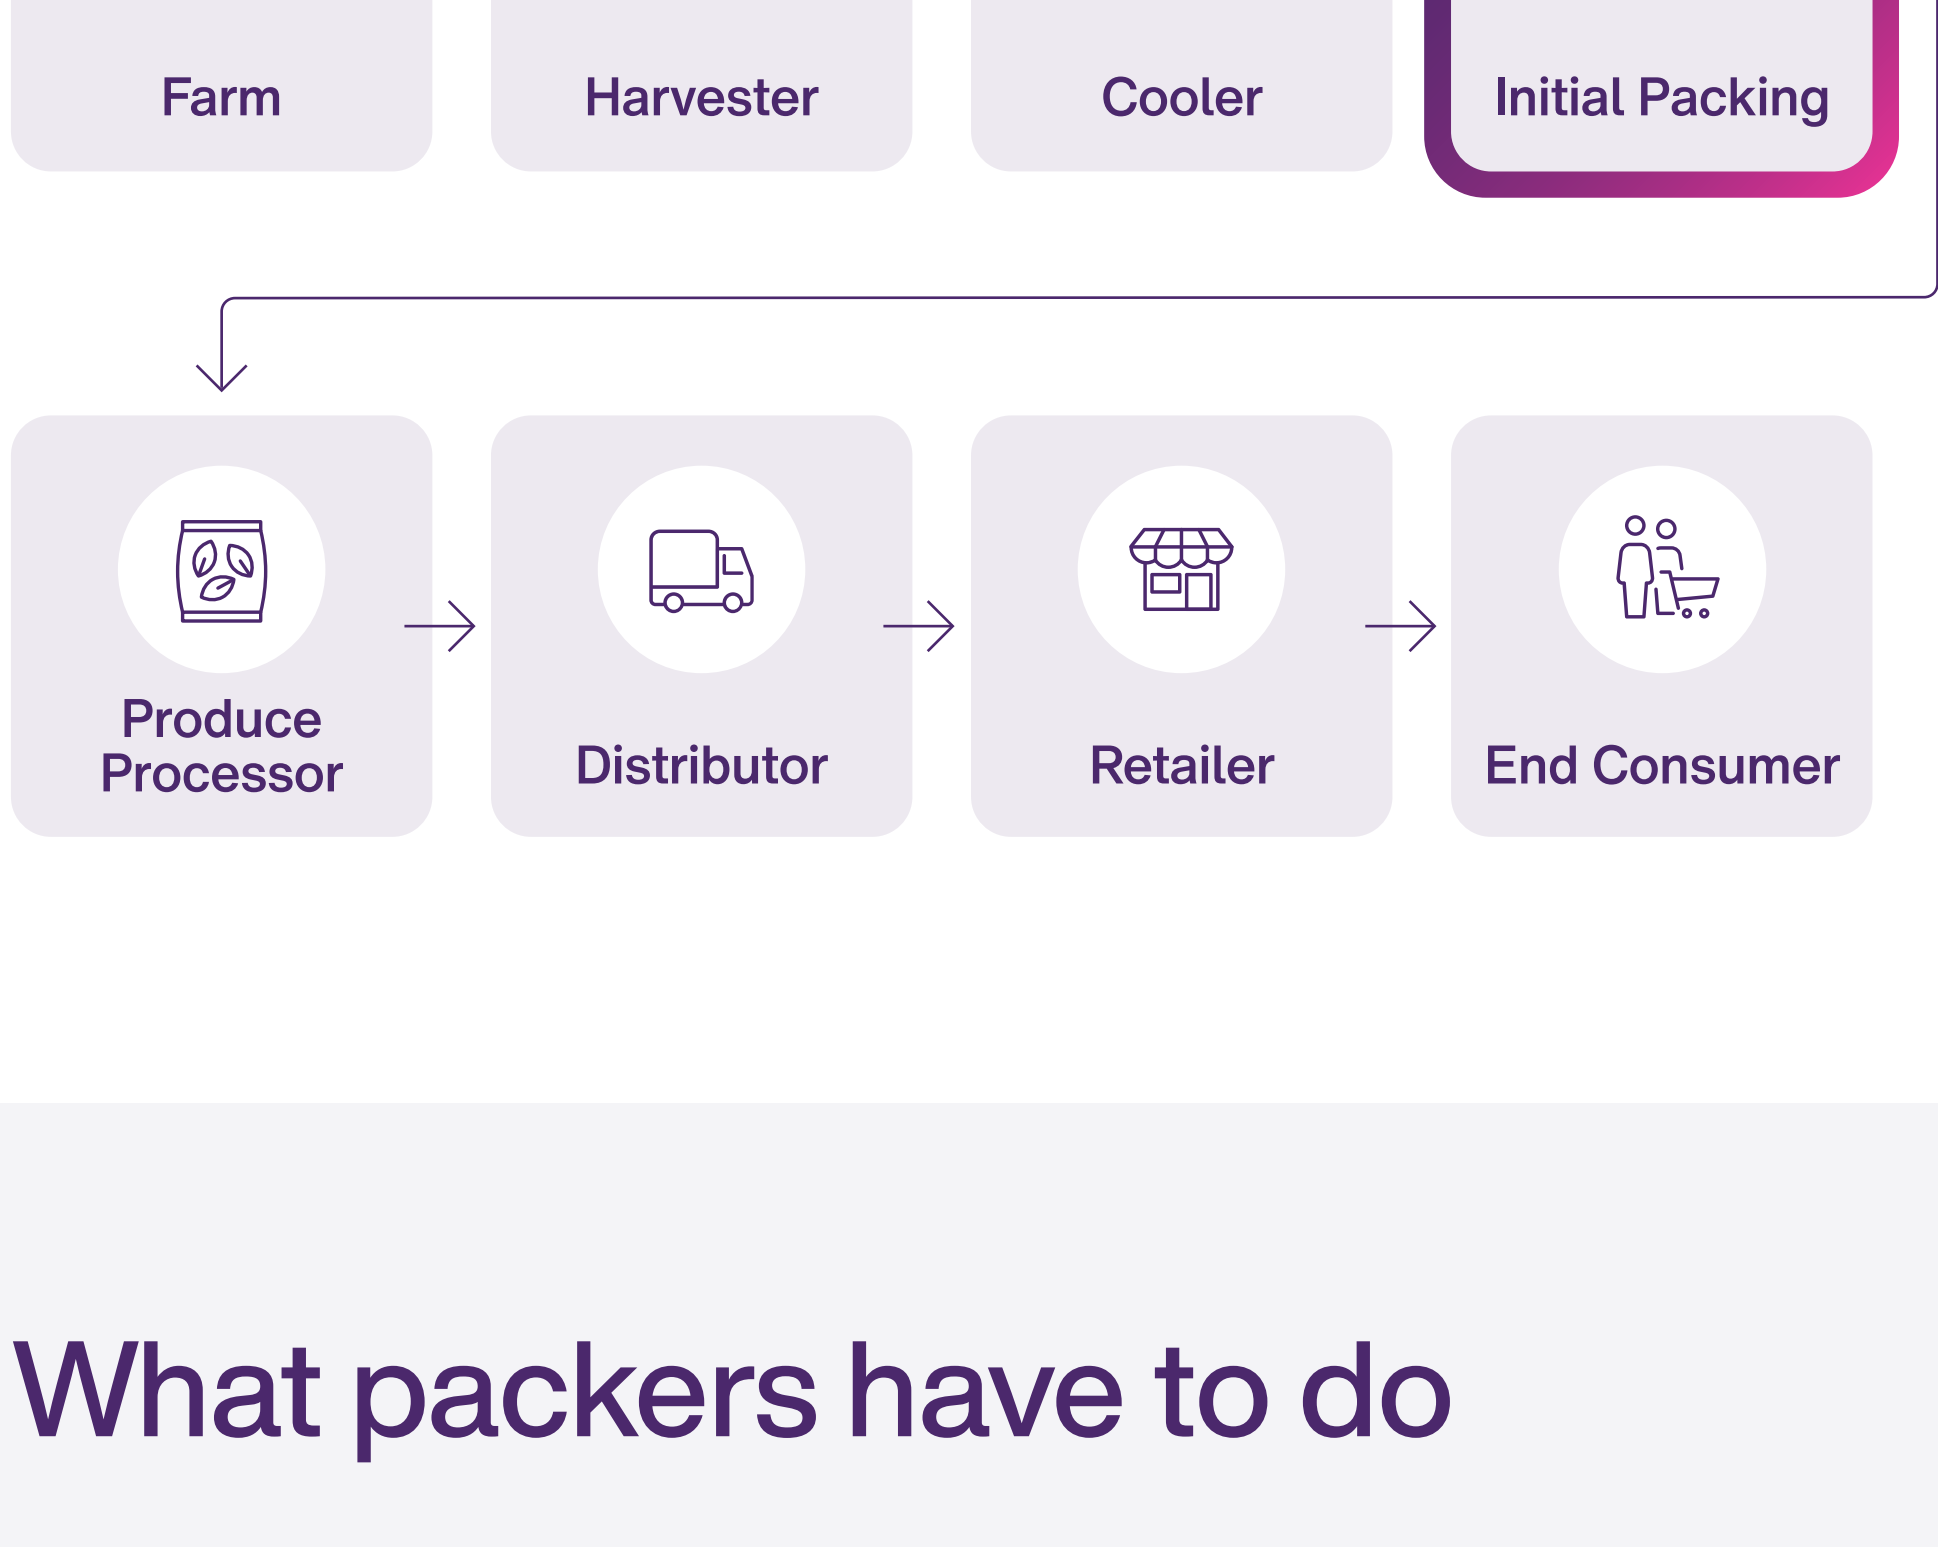 Farm
Harvester
Cooler
Initial Packing
Produce
Processor
Distributor
Retailer
End Consumer
What packers have to do